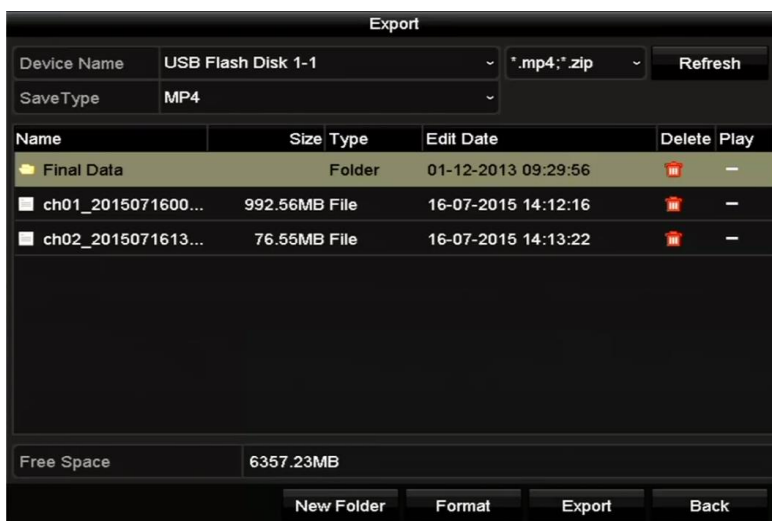 Export
Device Name USB Flash Disk 1-1 *.mp4;*.zip Refresh
SaveType MP4
Name Size Type Edit Date Delete Play
Final Data Folder 01-12-2013 09:29:56
ch01_2015071600... 992.56MB File 16-07-2015 14:12:16
ch02_2015071613... 76.55MB File 16-07-2015 14:13:22
Free Space 6357.23MB
New Folder Format Export Back